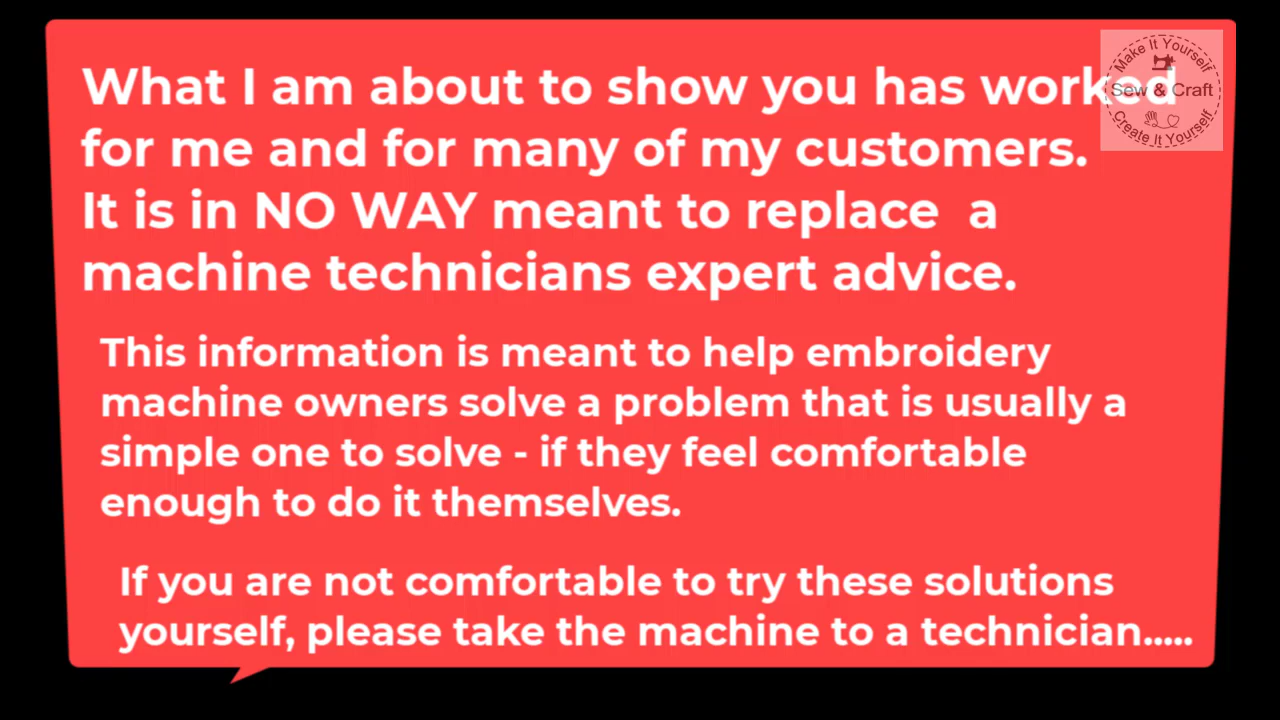 What I am about to show you has worked
for me and for many of my customers.
It is in NO WAY meant to replace a
machine technicians expert advice.
This information is meant to help embroidery
machine owners solve a problem that is usually a
simple one to solve - if they feel comfortable
enough to do it themselves.
If you are not comfortable to try these solutions
yourself, please take the machine to a technician.....
Make It Yourself
Sew & Craft
Create It Yourself